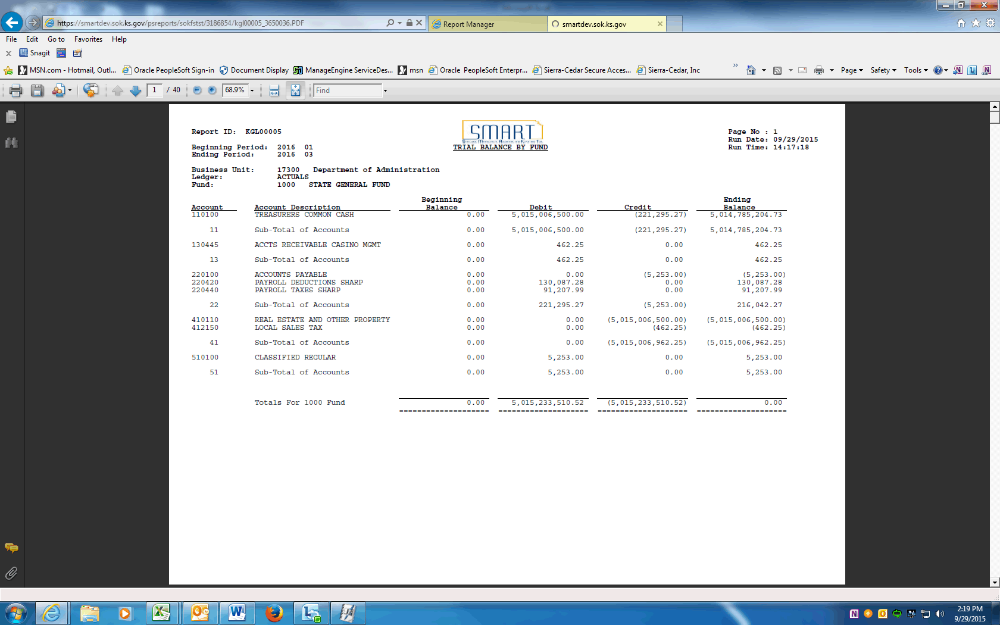 https://smartdev.sok.ks.gov/psreports/sokfstst/3186854/kgl00005_3650036.PDF
Report Manager
smartdev.sok.ks.gov
File Edit Go to Favorites Help
x Snagit
MSN.com - Hotmail, Outl... Oracle PeopleSoft Sign-in Document Display ManageEngine ServiceDes... msn Oracle PeopleSoft Enterpr... Sierra-Cedar Secure Acces... Sierra-Cedar, Inc » Page Safety Tools
1 / 40 68.9% Find
SMART
Report ID: KGL00005 Page No : 1
Run Date: 09/29/2015
Beginning Period: 2016 01 TRIAL BALANCE BY FUND Run Time: 14:17:18
Ending Period: 2016 03
Business Unit: 17300 Department of Administration
Ledger: ACTUALS
Fund: 1000 STATE GENERAL FUND
Beginning Ending
Account Account Description Balance Debit Credit Balance
110100 TREASURERS COMMON CASH 0.00 5,015,006,500.00 (221,295.27) 5,014,785,204.73
11 Sub-Total of Accounts 0.00 5,015,006,500.00 (221,295.27) 5,014,785,204.73
130445 ACCTS RECEIVABLE CASINO MGMT 0.00 462.25 0.00 462.25
13 Sub-Total of Accounts 0.00 462.25 0.00 462.25
220100 ACCOUNTS PAYABLE 0.00 0.00 (5,253.00) (5,253.00)
220420 PAYROLL DEDUCTIONS SHARP 0.00 130,087.28 0.00 130,087.28
220440 PAYROLL TAXES SHARP 0.00 91,207.99 0.00 91,207.99
22 Sub-Total of Accounts 0.00 221,295.27 (5,253.00) 216,042.27
410110 REAL ESTATE AND OTHER PROPERTY 0.00 0.00 (5,015,006,500.00) (5,015,006,500.00)
412150 LOCAL SALES TAX 0.00 0.00 (462.25) (462.25)
41 Sub-Total of Accounts 0.00 0.00 (5,015,006,962.25) (5,015,006,962.25)
510100 CLASSIFIED REGULAR 0.00 5,253.00 0.00 5,253.00
51 Sub-Total of Accounts 0.00 5,253.00 0.00 5,253.00
Totals For 1000 Fund 0.00 5,015,233,510.52 (5,015,233,510.52) 0.00
==================== ==================== ==================== ====================
2:19 PM
9/29/2015